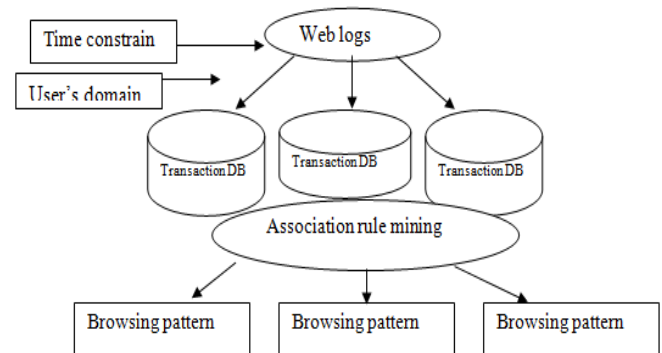 Time constrain
Web logs
User's domain
TransactionDB
TransactionDB
TransactionDB
Association rule mining
Browsing pattern
Browsing pattern
Browsing pattern